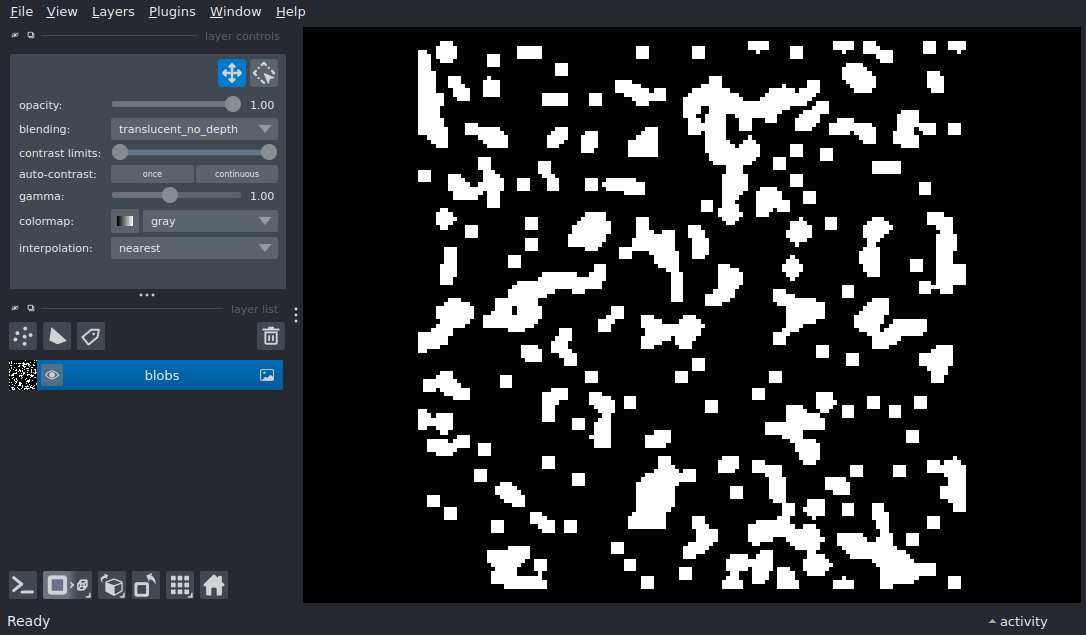 File View Layers Plugins Window Help
layer controls
opacity: 1.00
blending: translucent_no_depth
contrast limits:
auto-contrast: once continuous
gamma: 1.00
colormap: gray
interpolation: nearest
layer list
blobs
Ready activity